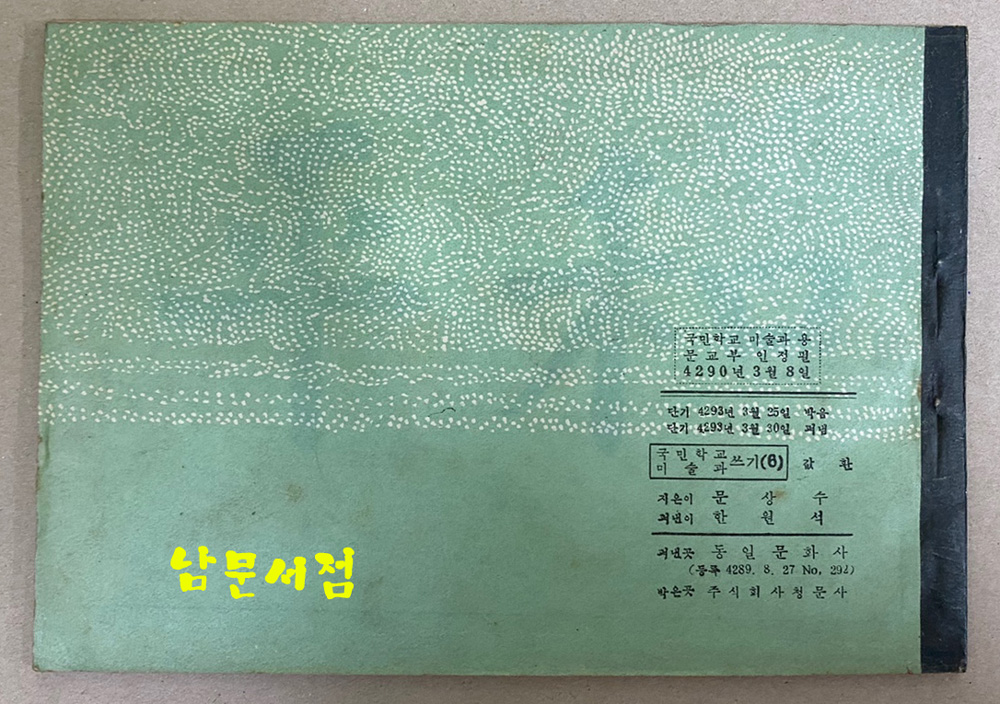 국민학교 미술과 용
문교부 인정필
4290년 3월 8일
단기 4293년 3월 25일 박음
단기 4293년 3월 30일 펴냄
국민학교
미술과 쓰기(6) 값 환
지은이 문상수
펴낸이 한원석
펴낸곳 동일문화사
(등록 4289. 8. 27 No. 292)
박은곳 주식회사청문사
남문서점